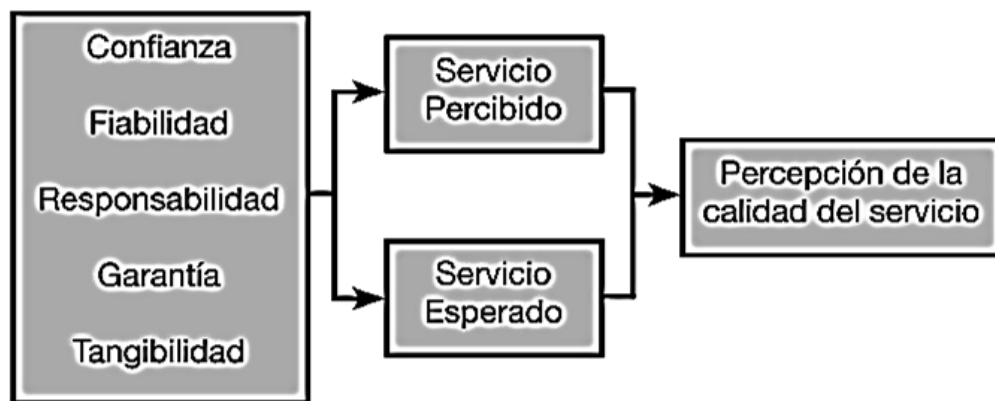 Confianza
Fiabilidad
Responsabilidad
Garantía
Tangibilidad
Servicio
Percibido
Servicio
Esperado
Percepción de la
calidad del servicio